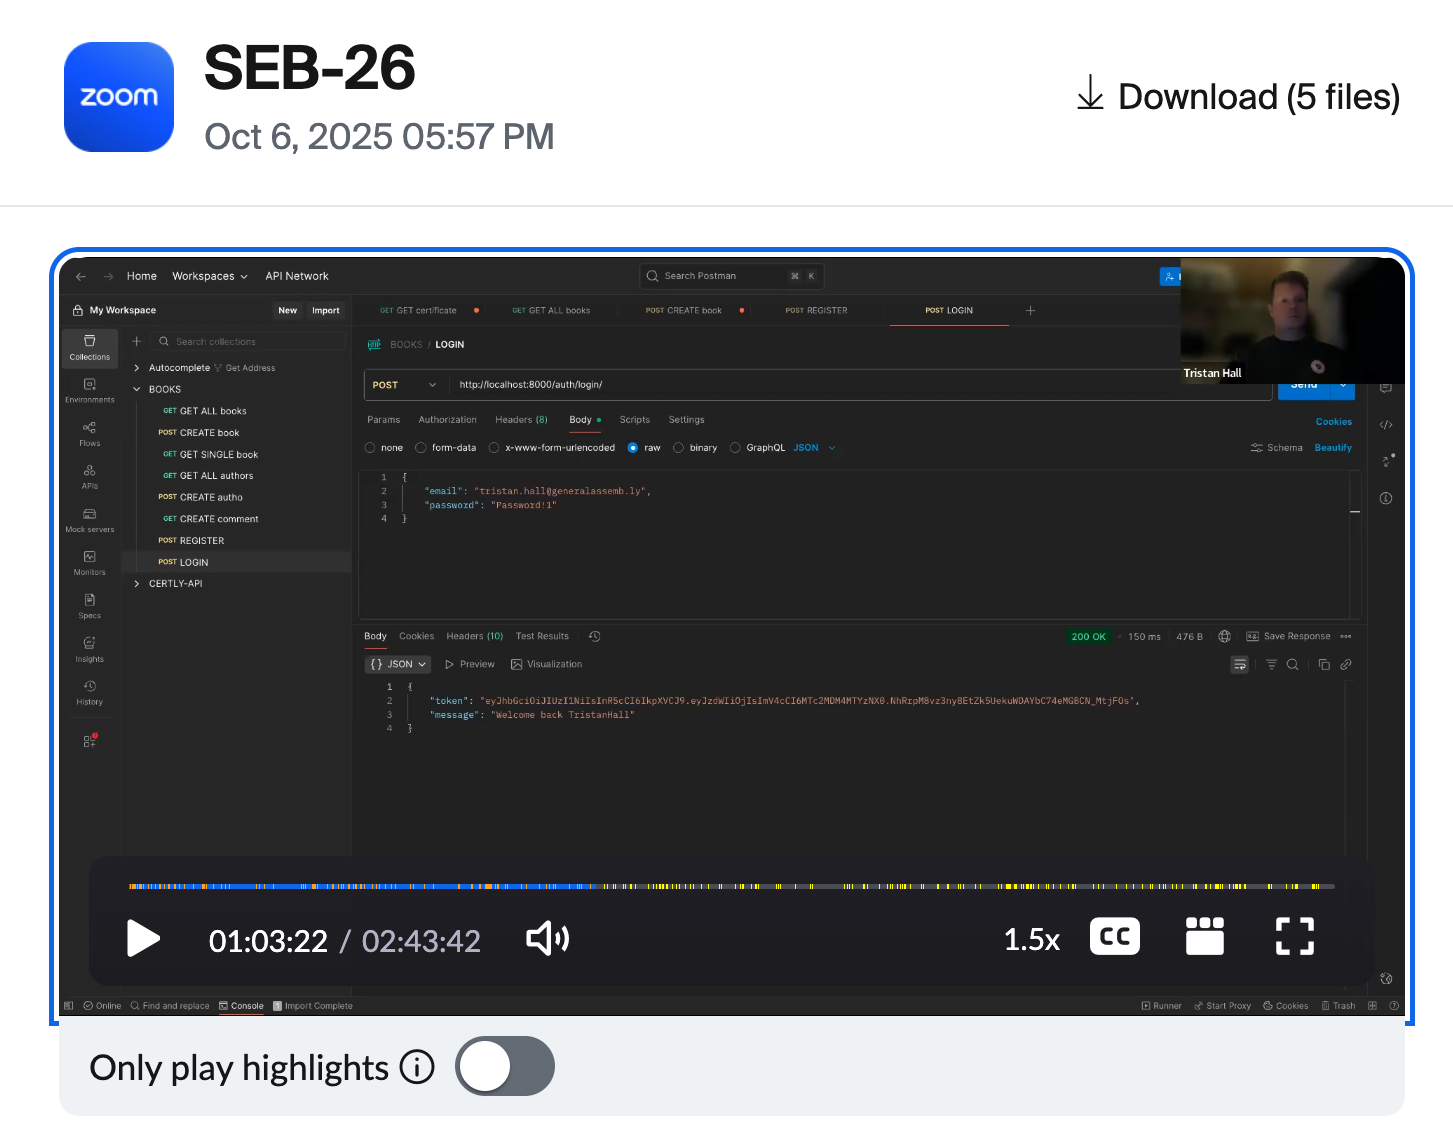 zoom
SEB-26
Oct 6, 2025 05:57 PM
Download (5 files)
Home Workspaces API Network
Search Postman ⌘ K
My Workspace New Import
GET GET certificate GET GET ALL books POST CREATE book POST REGISTER POST LOGIN
Collections
Search collections
Autocomplete Get Address
BOOKS
GET GET ALL books
POST CREATE book
GET GET SINGLE book
GET GET ALL authors
POST CREATE autho
GET CREATE comment
POST REGISTER
POST LOGIN
CERTLY-API
Environments
Flows
APIs
Mock servers
Monitors
Specs
Insights
History
HTTP BOOKS / LOGIN
Tristan Hall
POST http://localhost:8000/auth/login/ Send
Params Authorization Headers (8) Body Scripts Settings Cookies
none form-data x-www-form-urlencoded raw binary GraphQL JSON Schema Beautify
1 {
2 "email": "tristan.hall@generalassemb.ly",
3 "password": "Password!1"
4 }
Body Cookies Headers (10) Test Results 200 OK 150 ms 476 B Save Response
{} JSON Preview Visualization
1 {
2 "token":
3 "message": "Welcome back TristanHall"
4 }
01:03:22 / 02:43:42 1.5x CC
Online Find and replace Console Import Complete Runner Start Proxy Cookies Trash
Only play highlights